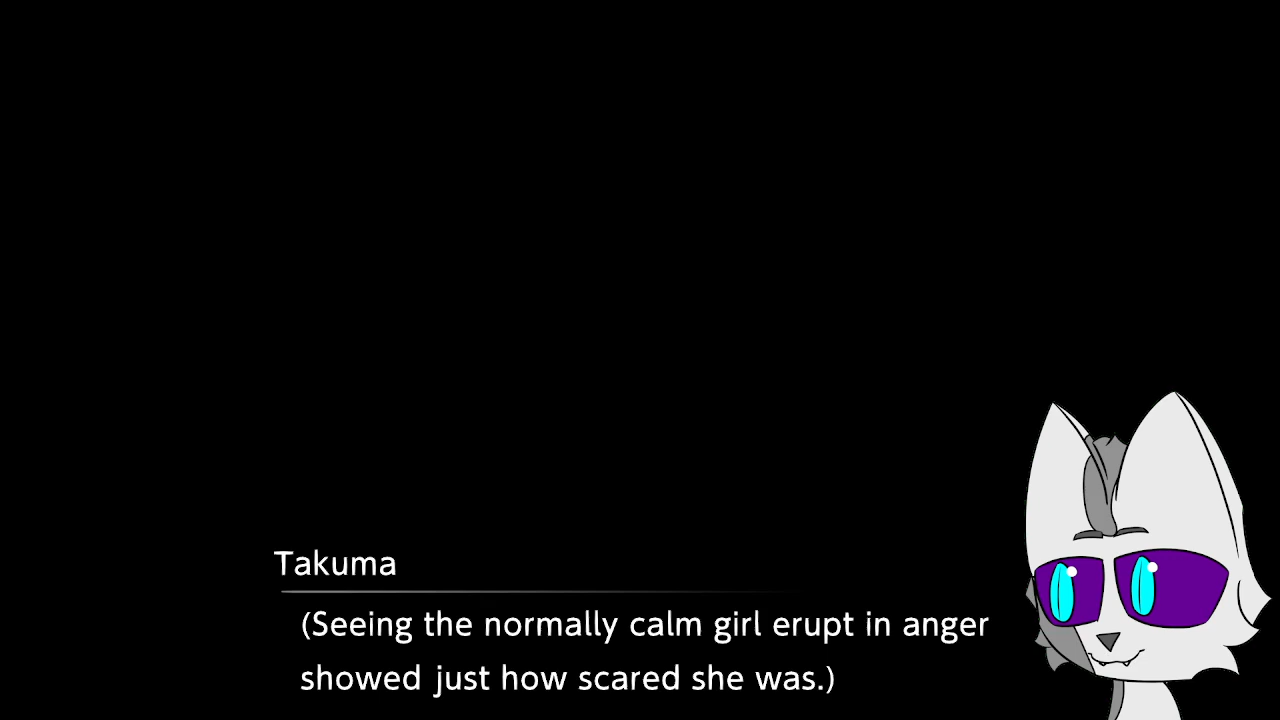 Takuma
(Seeing the normally calm girl erupt in anger
showed just how scared she was.)